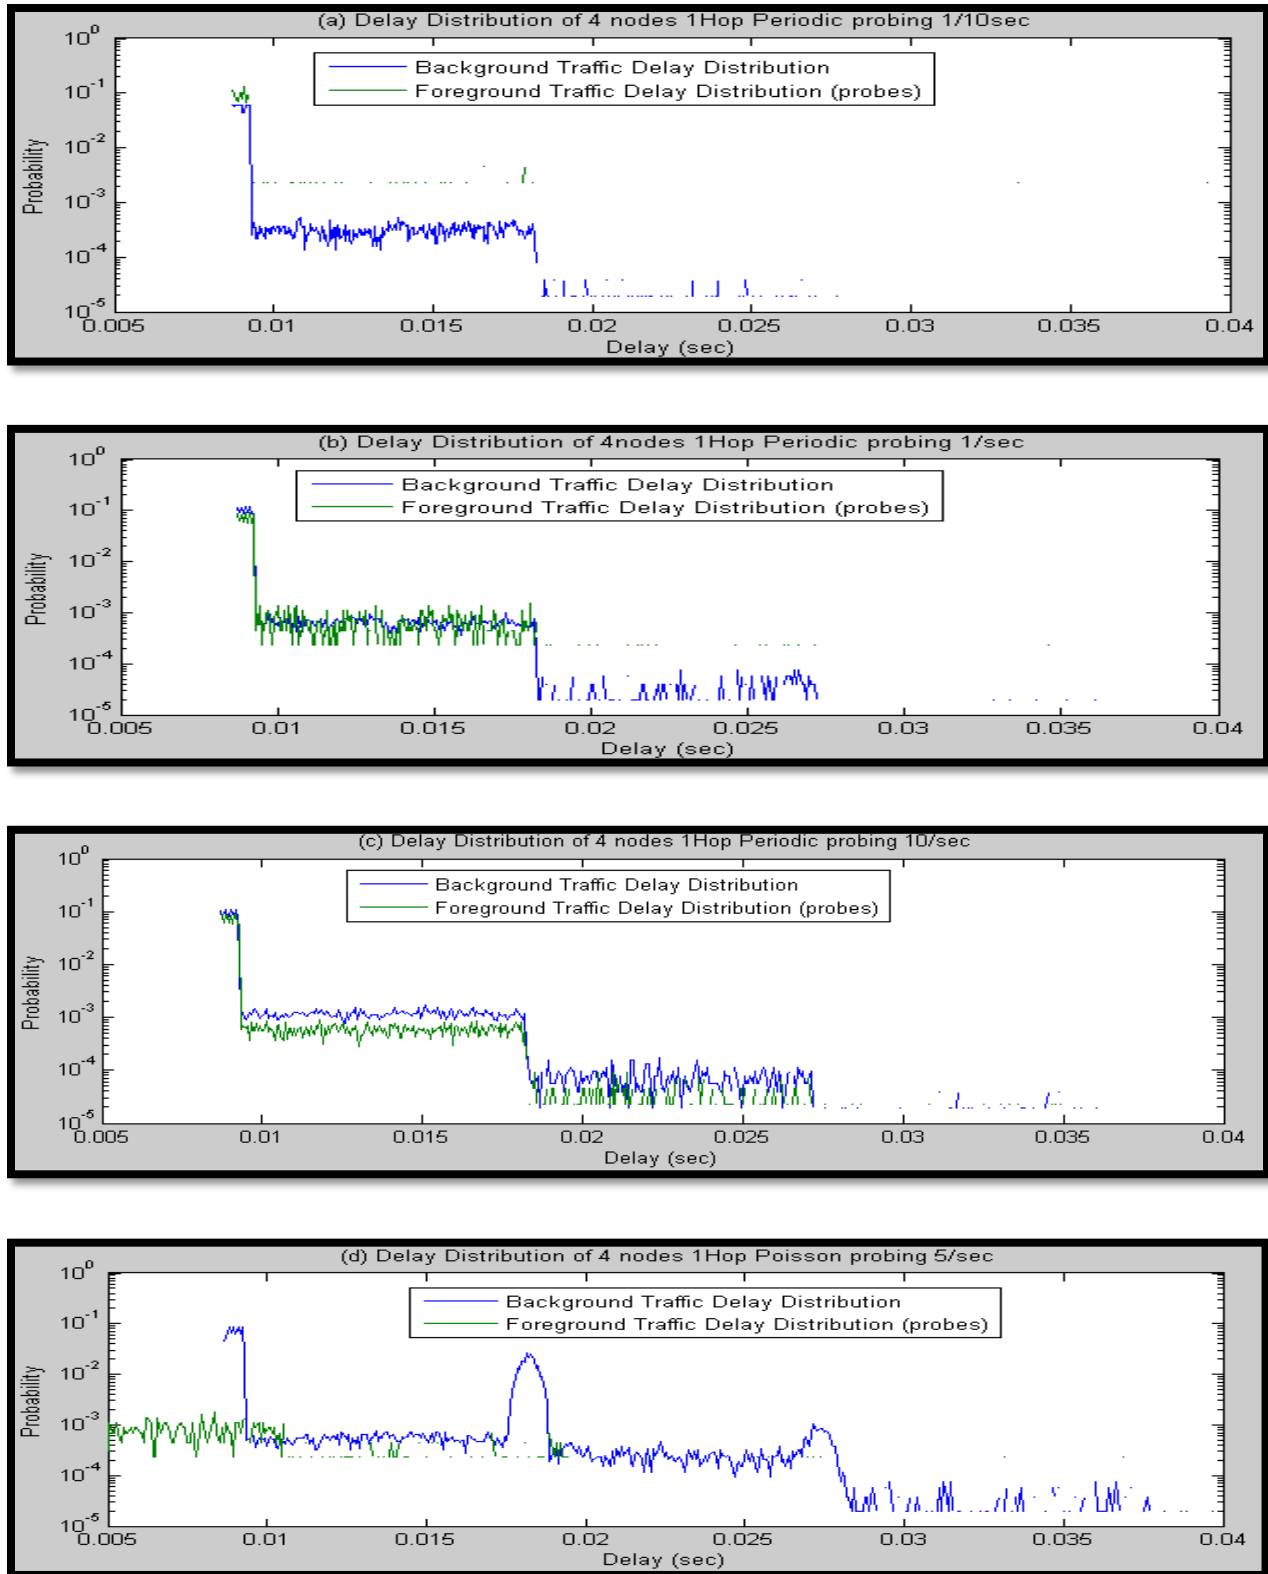 (a) Delay Distribution of 4 nodes 1Hop Periodic probing 1/10sec
10^0
10^-1
10^-2
10^-3
10^-4
10^-5
Probability
Background Traffic Delay Distribution
Foreground Traffic Delay Distribution (probes)
0.005 0.01 0.015 0.02 0.025 0.03 0.035 0.04
Delay (sec)
(b) Delay Distribution of 4nodes 1Hop Periodic probing 1/sec
10^0
10^-1
10^-2
10^-3
10^-4
10^-5
Probability
Background Traffic Delay Distribution
Foreground Traffic Delay Distribution (probes)
0.005 0.01 0.015 0.02 0.025 0.03 0.035 0.04
Delay (sec)
(c) Delay Distribution of 4 nodes 1Hop Periodic probing 10/sec
10^0
10^-1
10^-2
10^-3
10^-4
10^-5
Probability
Background Traffic Delay Distribution
Foreground Traffic Delay Distribution (probes)
0.005 0.01 0.015 0.02 0.025 0.03 0.035 0.04
Delay (sec)
(d) Delay Distribution of 4 nodes 1Hop Poisson probing 5/sec
10^0
10^-1
10^-2
10^-3
10^-4
10^-5
Probability
Background Traffic Delay Distribution
Foreground Traffic Delay Distribution (probes)
0.005 0.01 0.015 0.02 0.025 0.03 0.035 0.04
Delay (sec)